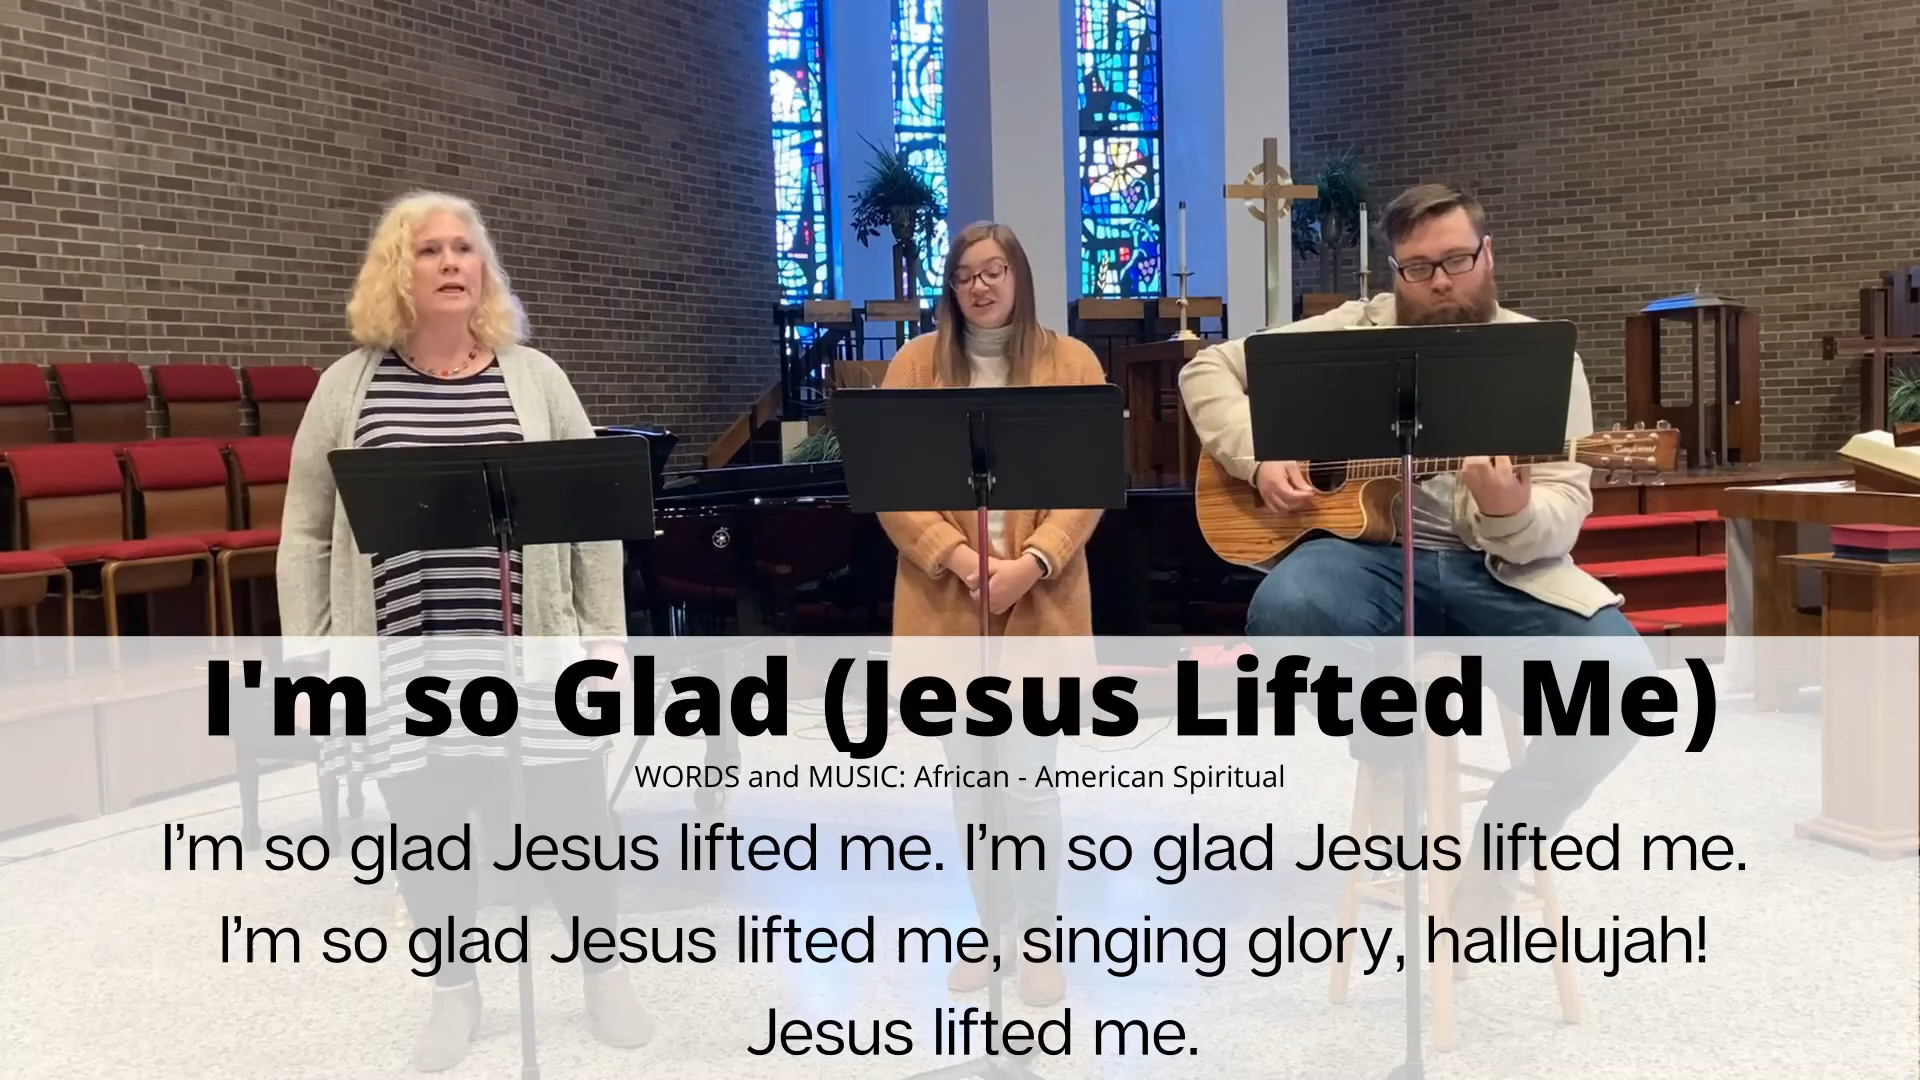 I'm so Glad (Jesus Lifted Me)
WORDS and MUSIC: African - American Spiritual
I’m so glad Jesus lifted me. I’m so glad Jesus lifted me.
I’m so glad Jesus lifted me, singing glory, hallelujah!
Jesus lifted me.